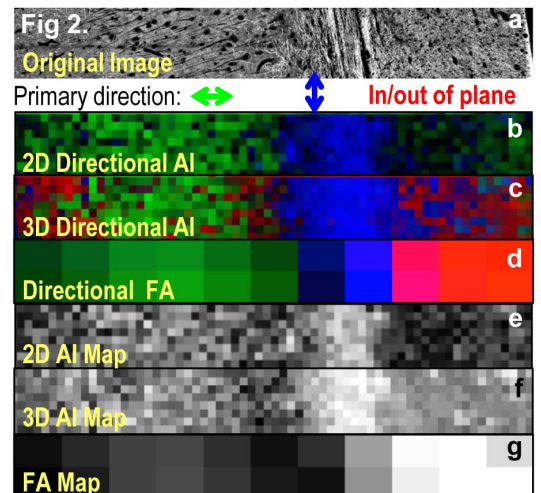 Fig 2.
a
Original Image
Primary direction:
In/out of plane
b
2D Directional AI
c
3D Directional AI
d
Directional FA
e
2D AI Map
f
3D AI Map
g
FA Map